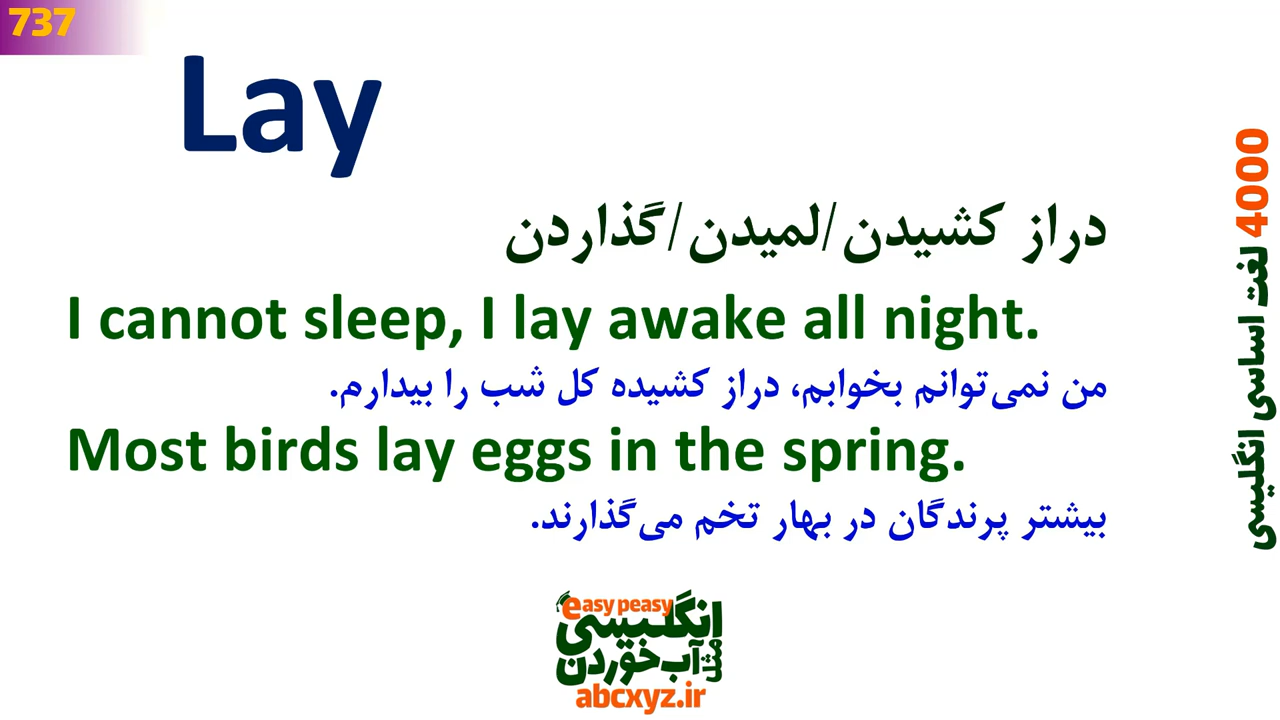 737
Lay
دراز کشیدن/لمیدن/گذاردن
I cannot sleep, I lay awake all night.
من نمی‌توانم بخوابم، دراز کشیده کل شب را بیدارم.
Most birds lay eggs in the spring.
بیشتر پرندگان در بهار تخم می‌گذارند.
4000 لغت اساسی انگلیسی
easy peasy
انگلیسی
مثل آب خوردن
abcxyz.ir